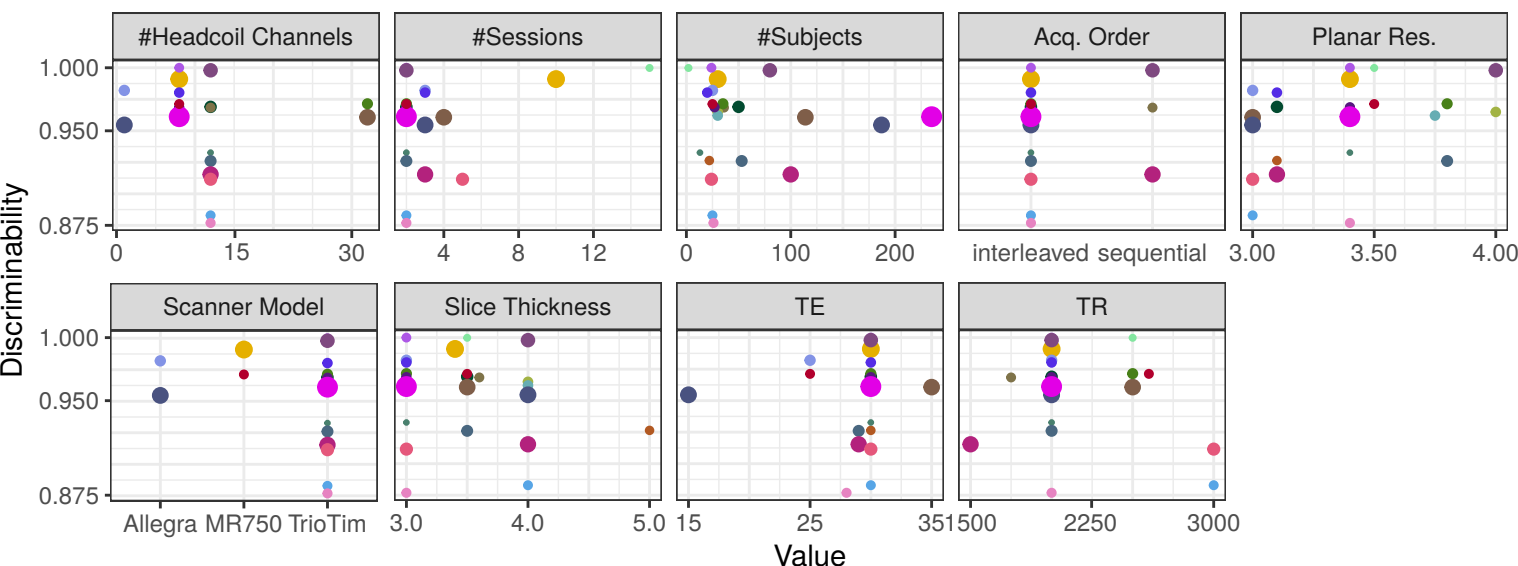 #Headcoil Channels #Sessions #Subjects Acq. Order Planar Res.
1.000
0.950
0.875
0 15 30 4 8 12 0 100 200 interleaved sequential 3.00 3.50 4.00
Discriminability
Scanner Model Slice Thickness TE TR
1.000
0.950
0.875
Allegra MR750 TrioTim 3.0 4.0 5.0 15 25 35 1500 2250 3000
Value